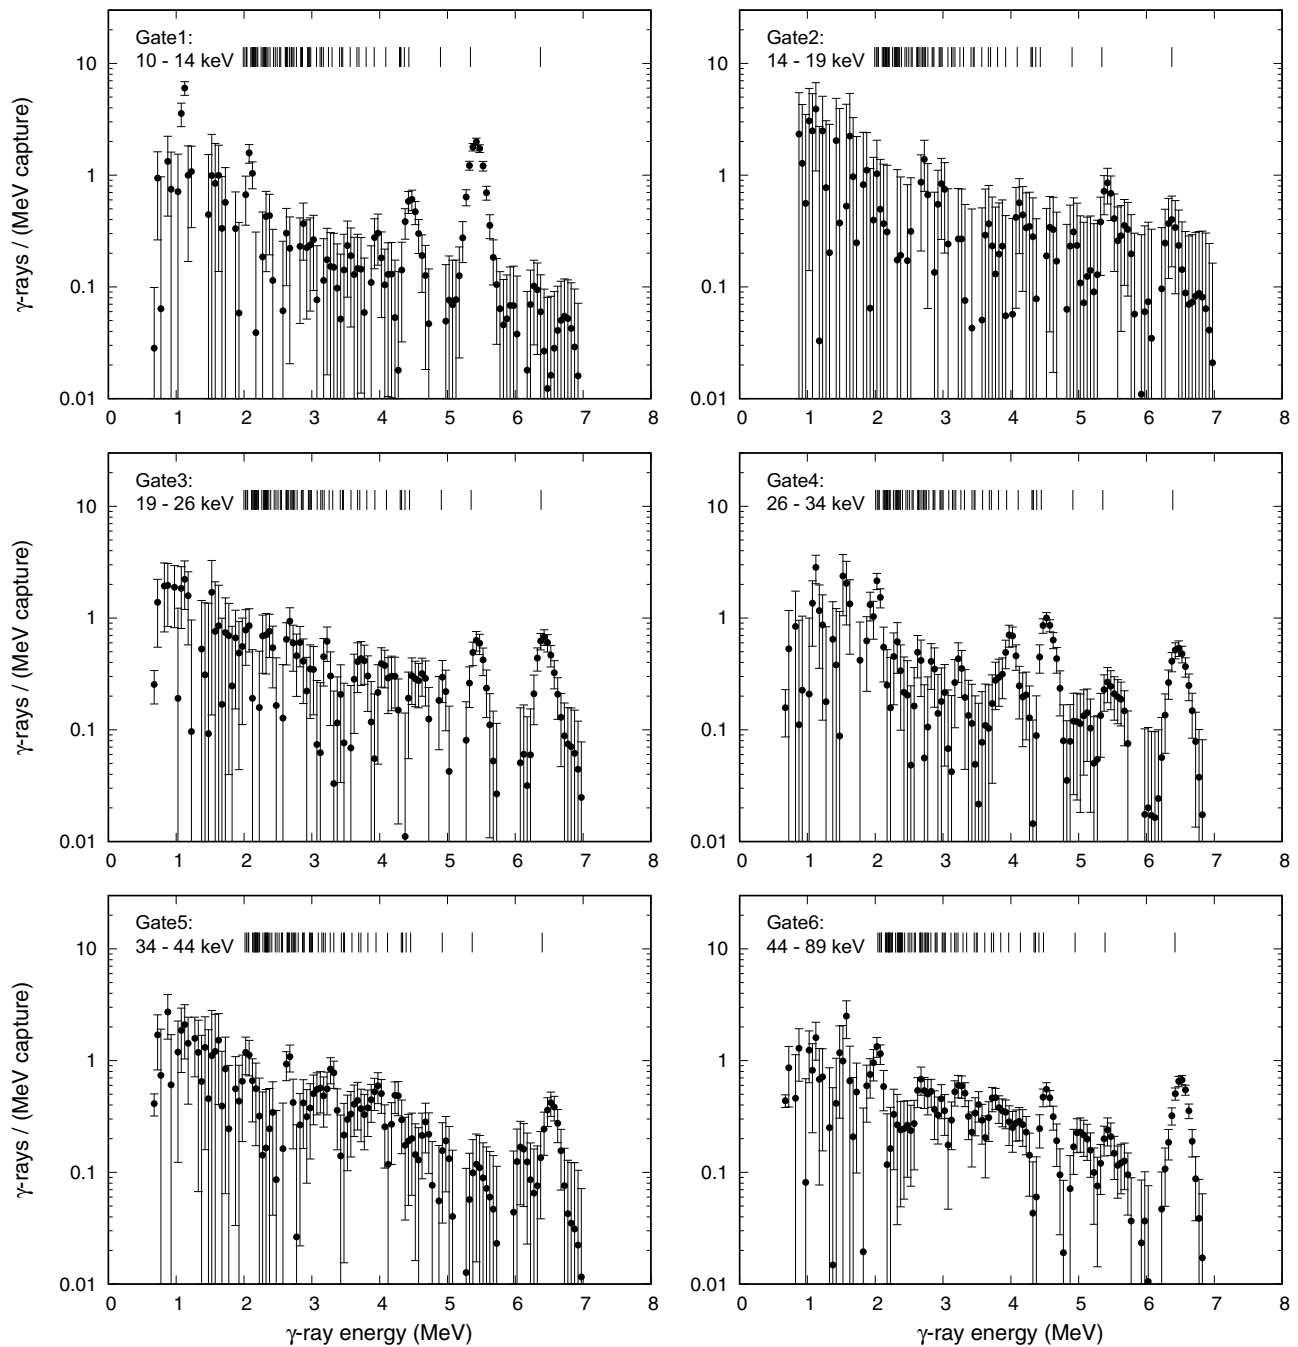 Gate1:
10 - 14 keV
10
1
0.1
0.01
γ-rays / (MeV capture)
0 1 2 3 4 5 6 7 8
Gate2:
14 - 19 keV
10
1
0.1
0.01
0 1 2 3 4 5 6 7 8
Gate3:
19 - 26 keV
10
1
0.1
0.01
γ-rays / (MeV capture)
0 1 2 3 4 5 6 7 8
Gate4:
26 - 34 keV
10
1
0.1
0.01
0 1 2 3 4 5 6 7 8
Gate5:
34 - 44 keV
10
1
0.1
0.01
γ-rays / (MeV capture)
0 1 2 3 4 5 6 7 8
γ-ray energy (MeV)
Gate6:
44 - 89 keV
10
1
0.1
0.01
0 1 2 3 4 5 6 7 8
γ-ray energy (MeV)